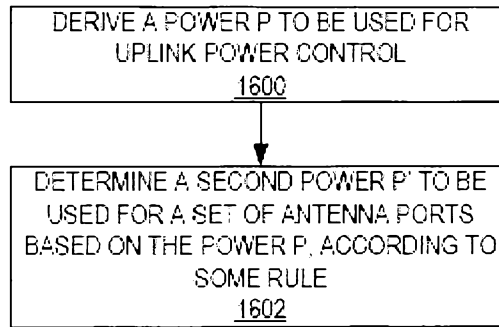 DERIVE A POWER P TO BE USED FOR
UPLINK POWER CONTROL
1600
DETERMINE A SECOND POWER P' TO BE
USED FOR A SET OF ANTENNA PORTS
BASED ON THE POWER P, ACCORDING TO
SOME RULE
1602